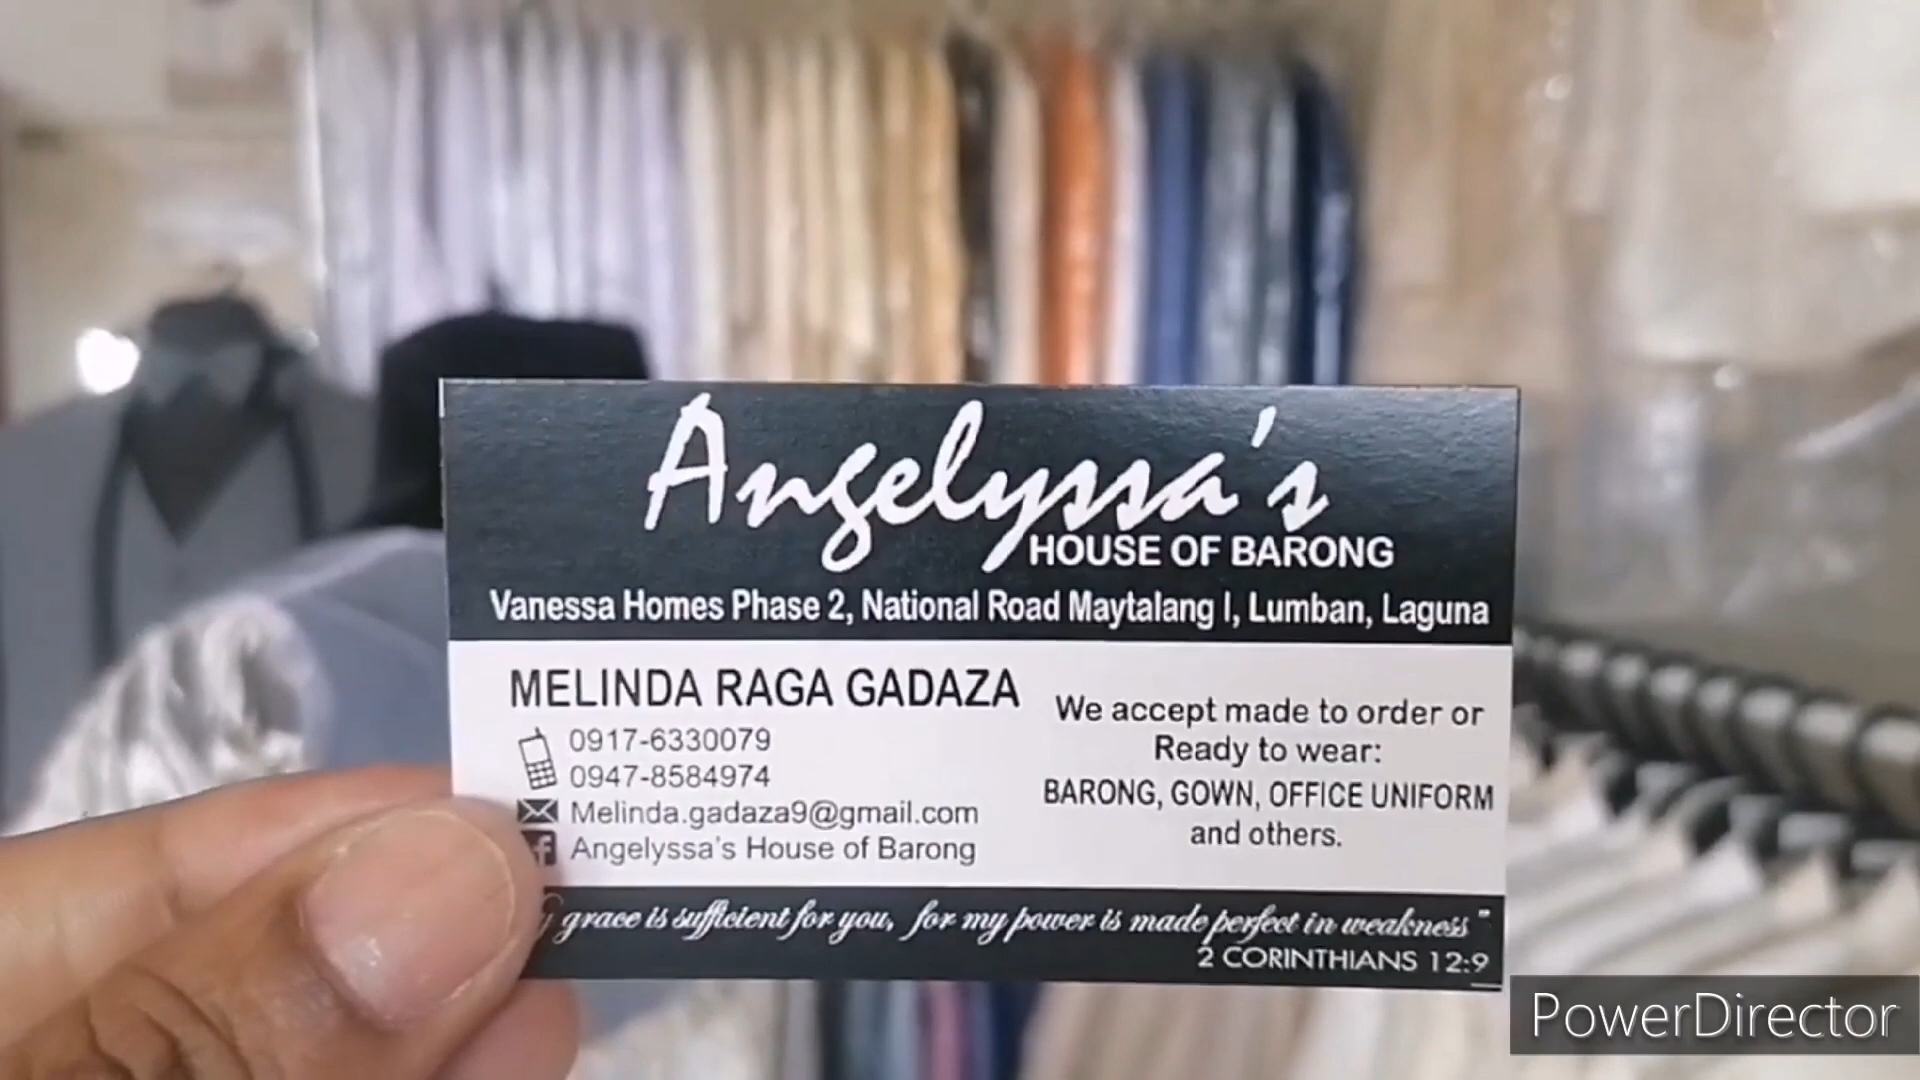 Angelyssa's
HOUSE OF BARONG
Vanessa Homes Phase 2, National Road Maytalang I, Lumban, Laguna
MELINDA RAGA GADAZA
0917-6330079
0947-8584974
Melinda.gadaza9@gmail.com
f Angelyssa's House of Barong
We accept made to order or
Ready to wear:
BARONG, GOWN, OFFICE UNIFORM
and others.
grace is sufficient for you, for my power is made perfect in weakness"
2 CORINTHIANS 12:9
PowerDirector